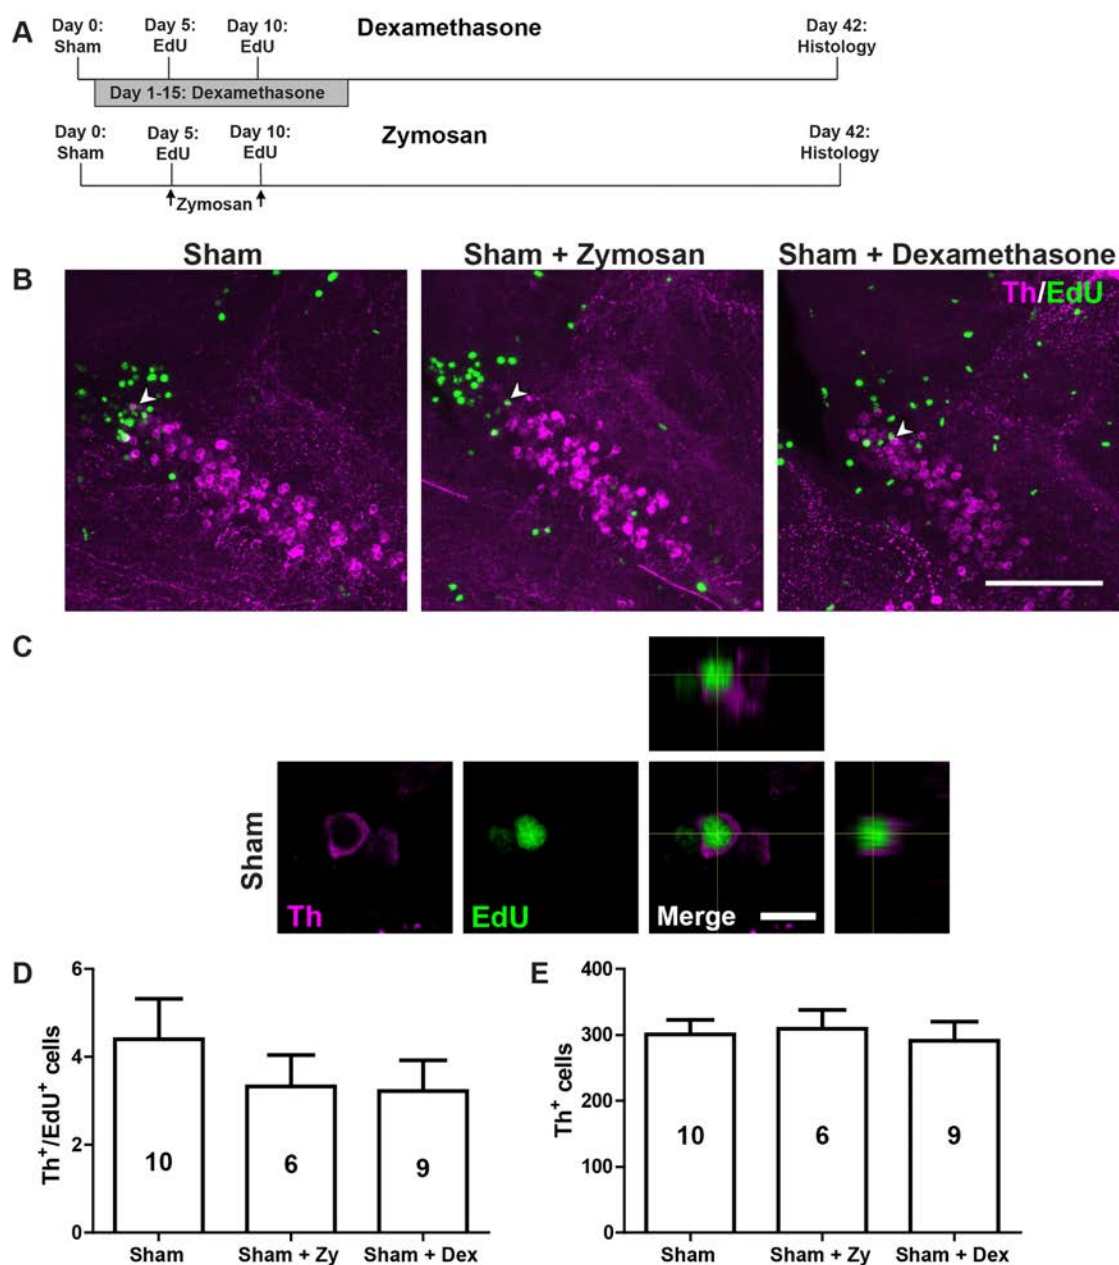 A
Day 0:
Sham
Day 5:
EdU
Day 10:
EdU
Dexamethasone
Day 42:
Histology
Day 1-15: Dexamethasone
Day 0:
Sham
Day 5:
EdU
Day 10:
EdU
Zymosan
Day 42:
Histology
Zymosan
B
Sham
Sham + Zymosan
Sham + Dexamethasone
Th/EdU
C
Sham
Th
EdU
Merge
D
Th⁺/EdU⁺ cells
6
4
2
0
10
6
9
Sham
Sham + Zy
Sham + Dex
E
Th⁺ cells
400
300
200
100
0
10
6
9
Sham
Sham + Zy
Sham + Dex